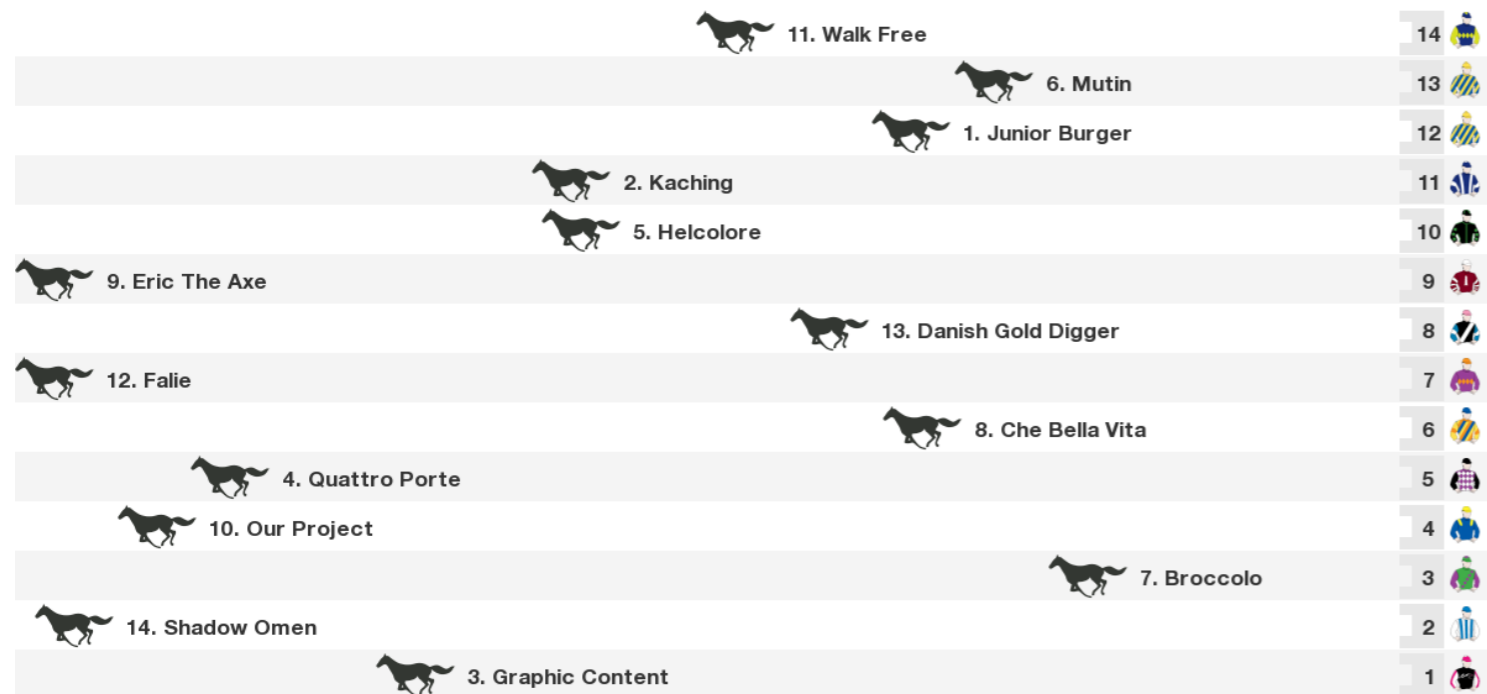 11. Walk Free 14
6. Mutin 13
1. Junior Burger 12
2. Kaching 11
5. Helcolore 10
9. Eric The Axe 9
13. Danish Gold Digger 8
12. Falie 7
8. Che Bella Vita 6
4. Quattro Porte 5
10. Our Project 4
7. Broccolo 3
14. Shadow Omen 2
3. Graphic Content 1